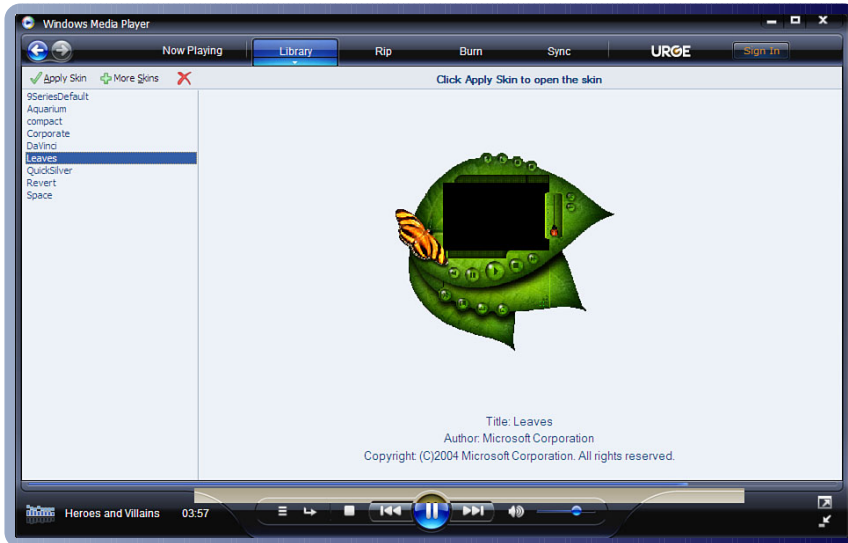 Windows Media Player
Now Playing Library Rip Burn Sync URGE Sign In
Apply Skin More Skins Click Apply Skin to open the skin
9SeriesDefault
Aquarium
compact
Corporate
DaVinci
Leaves
QuickSilver
Revert
Space
Title: Leaves
Author: Microsoft Corporation
Copyright: (C)2004 Microsoft Corporation. All rights reserved.
Heroes and Villains 03:57